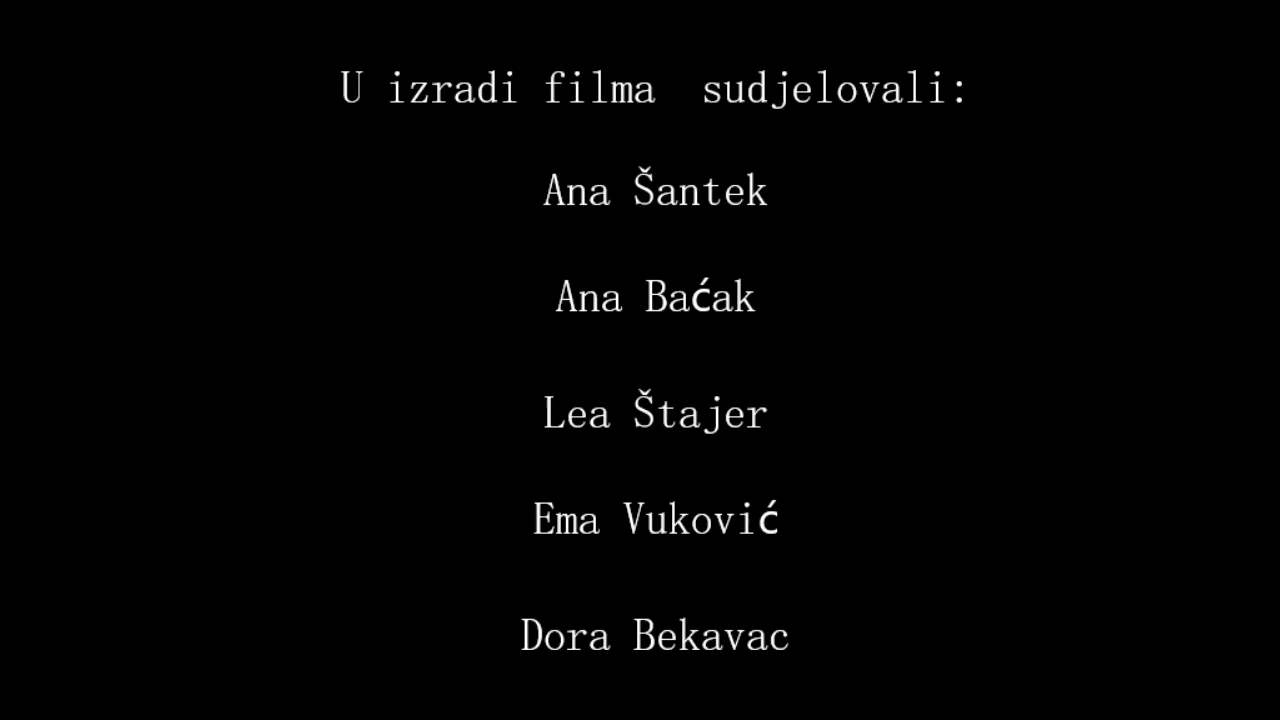 U izradi filma  sudjelovali:
Ana Šantek
Ana Baćak
Lea Štajer
Ema Vuković
Dora Bekavac